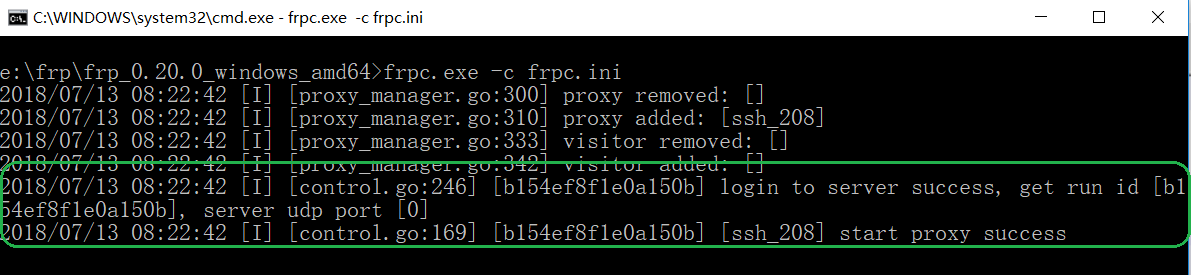 C:\WINDOWS\system32\cmd.exe - frpc.exe  -c frpc.ini
e:\frp\frp_0.20.0_windows_amd64>frpc.exe -c frpc.ini
2018/07/13 08:22:42 [I] [proxy_manager.go:300] proxy removed: []
2018/07/13 08:22:42 [I] [proxy_manager.go:310] proxy added: [ssh_208]
2018/07/13 08:22:42 [I] [proxy_manager.go:333] visitor removed: []
2018/07/13 08:22:42 [I] [proxy_manager.go:342] visitor added: []
2018/07/13 08:22:42 [I] [control.go:246] [b154ef8f1e0a150b] login to server success, get run id [b1
54ef8f1e0a150b], server udp port [0]
2018/07/13 08:22:42 [I] [control.go:169] [b154ef8f1e0a150b] [ssh_208] start proxy success